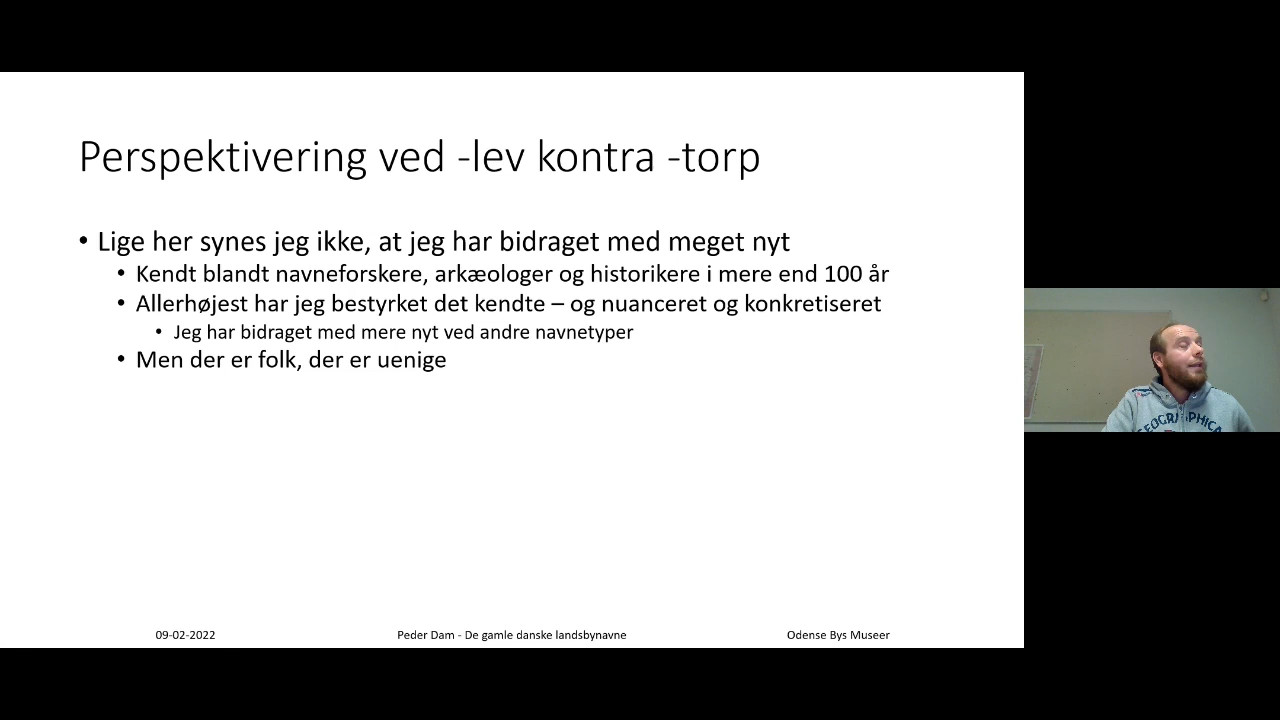 Perspektivering ved -lev kontra -torp
• Lige her synes jeg ikke, at jeg har bidraget med meget nyt
• Kendt blandt navneforskere, arkæologer og historikere i mere end 100 år
• Allerhøjest har jeg bestyrket det kendte – og nuanceret og konkretiseret
• Jeg har bidraget med mere nyt ved andre navnetyper
• Men der er folk, der er uenige
09-02-2022
Peder Dam - De gamle danske landsbynavne
Odense Bys Museer